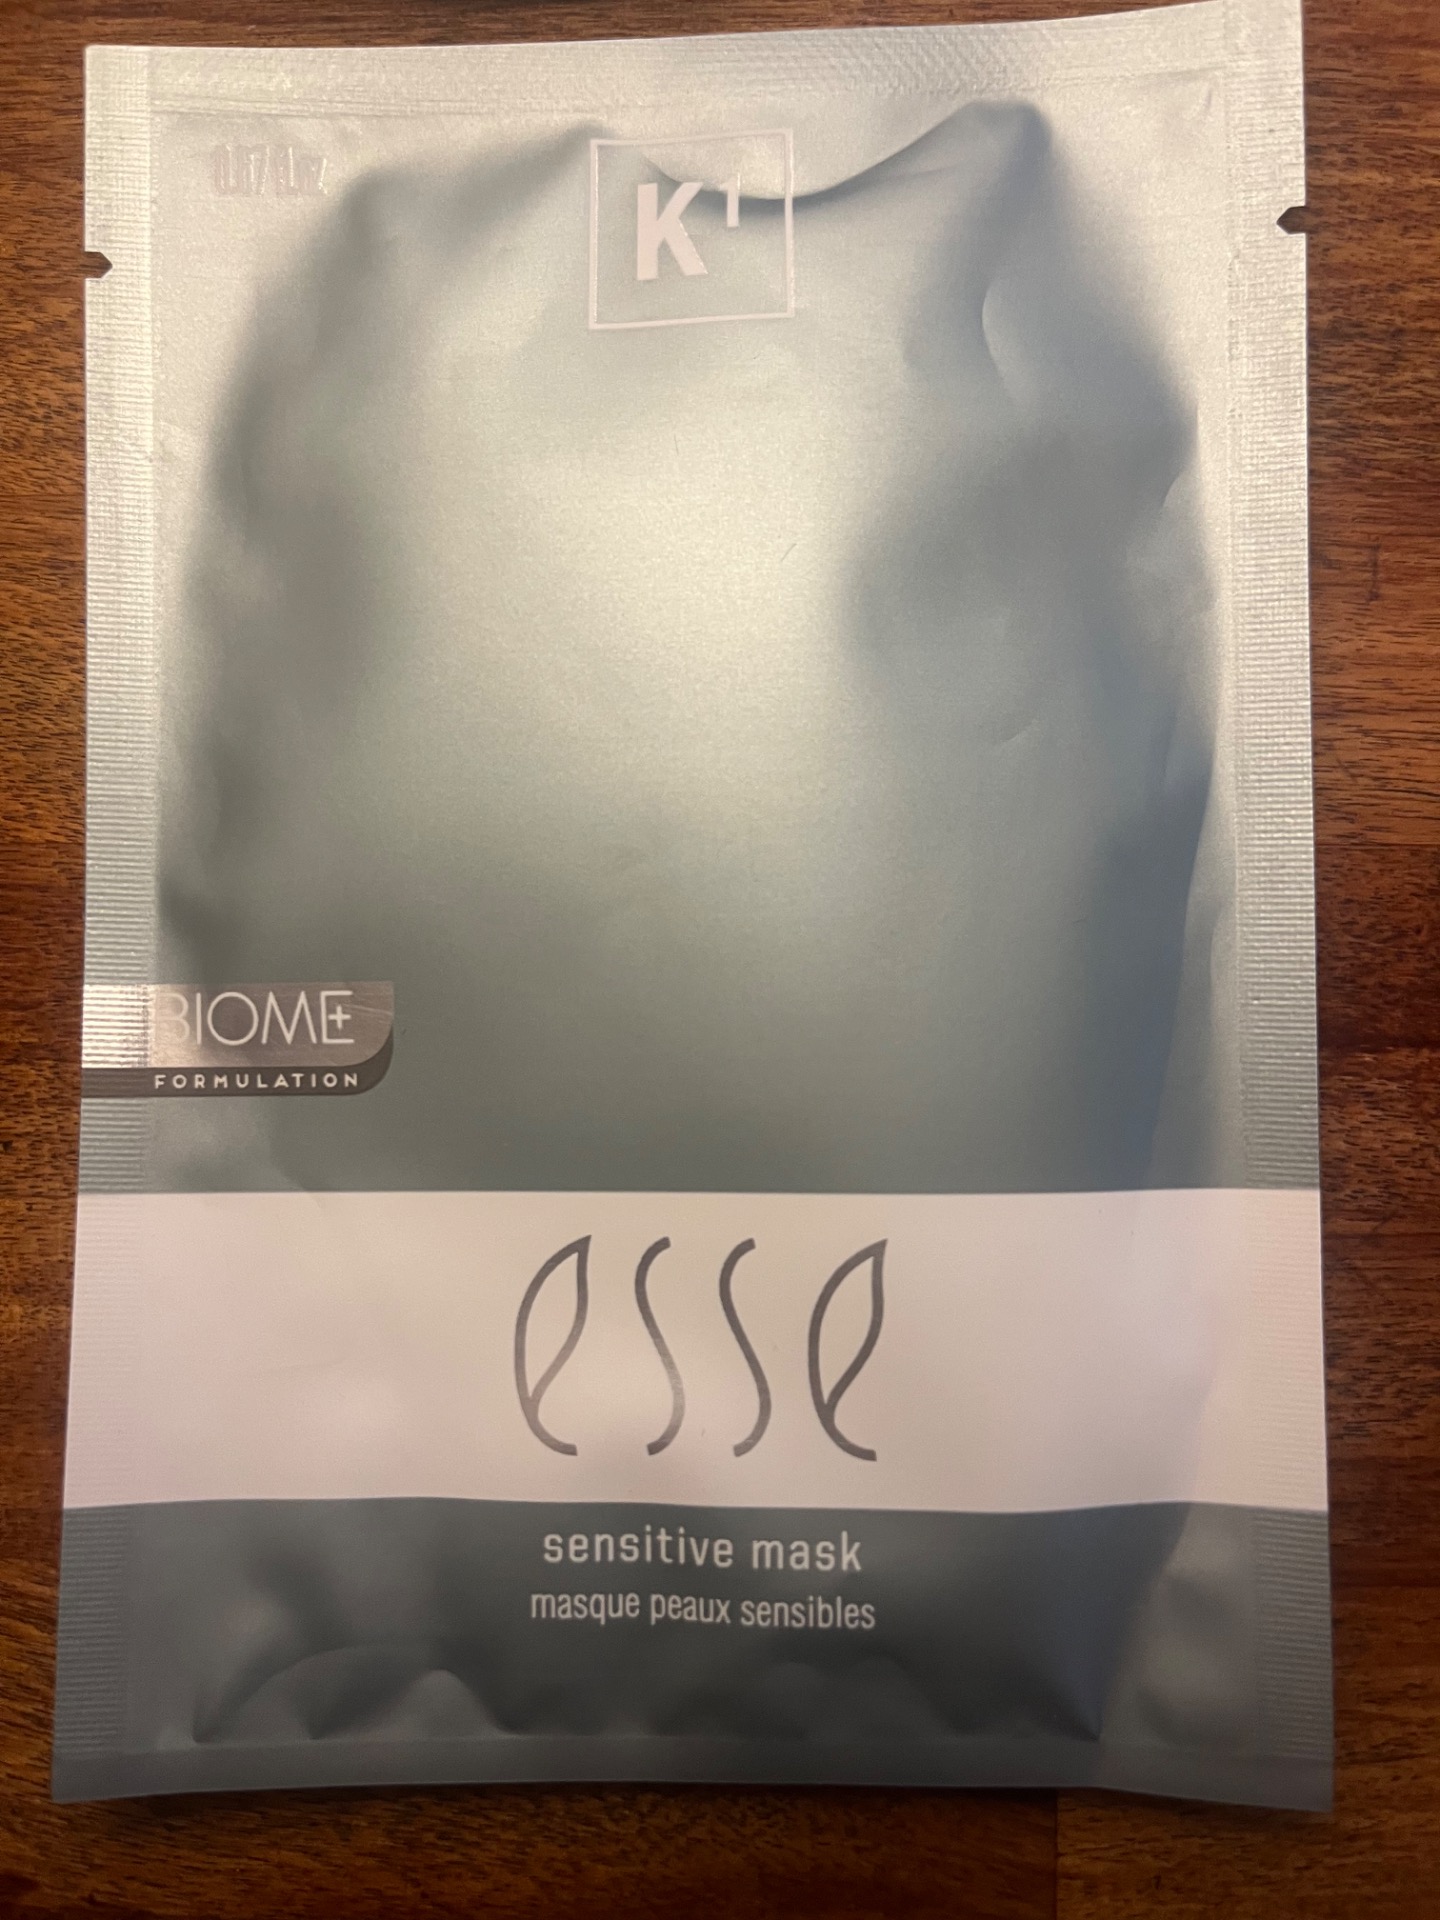 K¹
BIOME+
FORMULATION
esse
sensitive mask
masque peaux sensibles